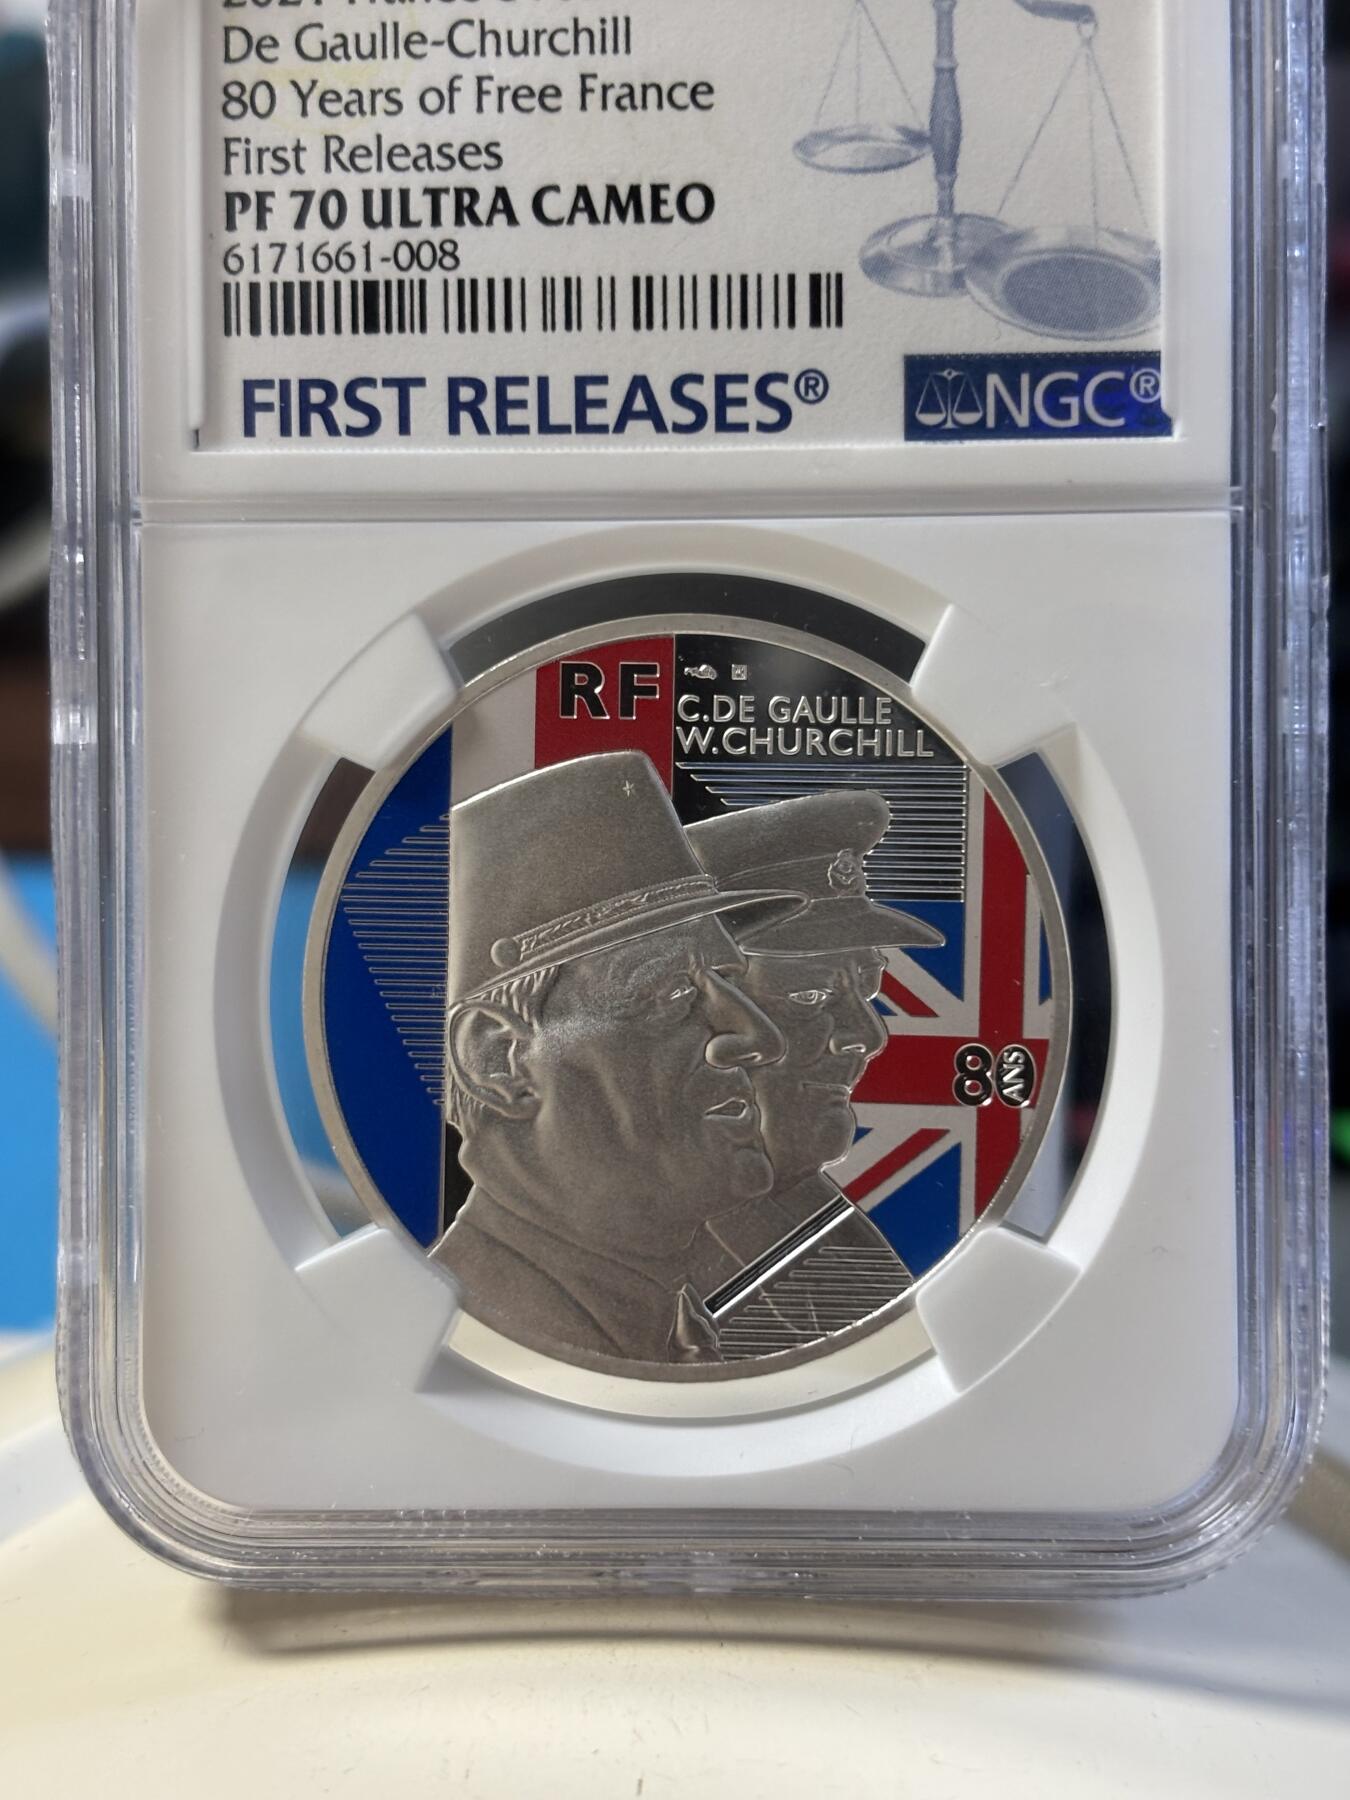 De Gaulle-Churchill
80 Years of Free France
First Releases
PF 70 ULTRA CAMEO
6171661-008
FIRST RELEASES®
NGC®
RF
C.DE GAULLE
W.CHURCHILL
80
ANS